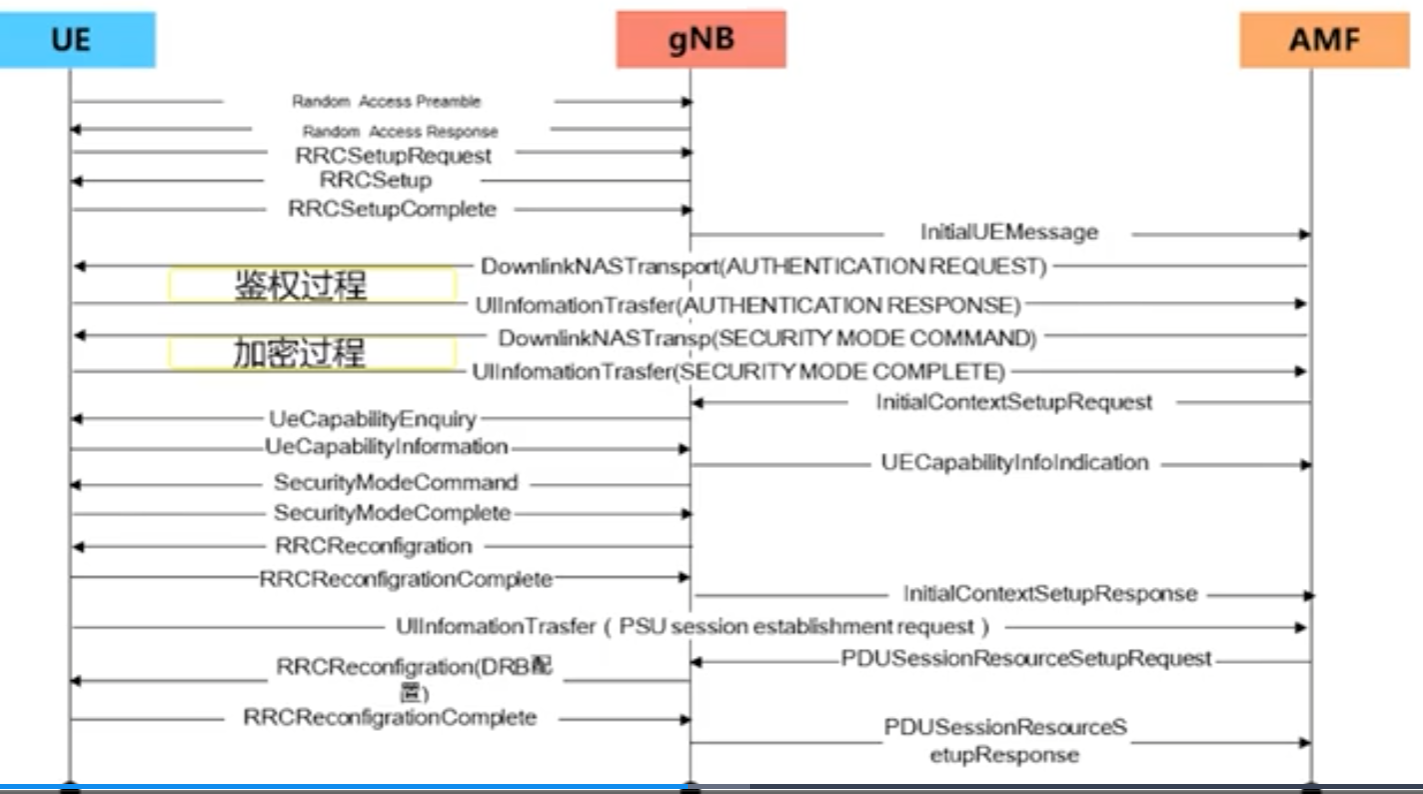 UE
gNB
AMF
Random Access Preamble
Random Access Response
RRCSetupRequest
RRCSetup
RRCSetupComplete
InitialUEMessage
DownlinkNASTransport(AUTHENTICATION REQUEST)
鉴权过程
UlInfomationTrasfer(AUTHENTICATION RESPONSE)
DownlinkNASTransp(SECURITY MODE COMMAND)
加密过程
UlInfomationTrasfer(SECURITY MODE COMPLETE)
InitialContextSetupRequest
UeCapabilityEnquiry
UeCapabilityInformation
UECapabilityInfoIndication
SecurityModeCommand
SecurityModeComplete
RRCReconfigration
RRCReconfigrationComplete
InitialContextSetupResponse
UlInfomationTrasfer ( PSU session establishment request )
PDUSessionResourceSetupRequest
RRCReconfigration(DRB配
置)
RRCReconfigrationComplete
PDUSessionResourceS
etupResponse